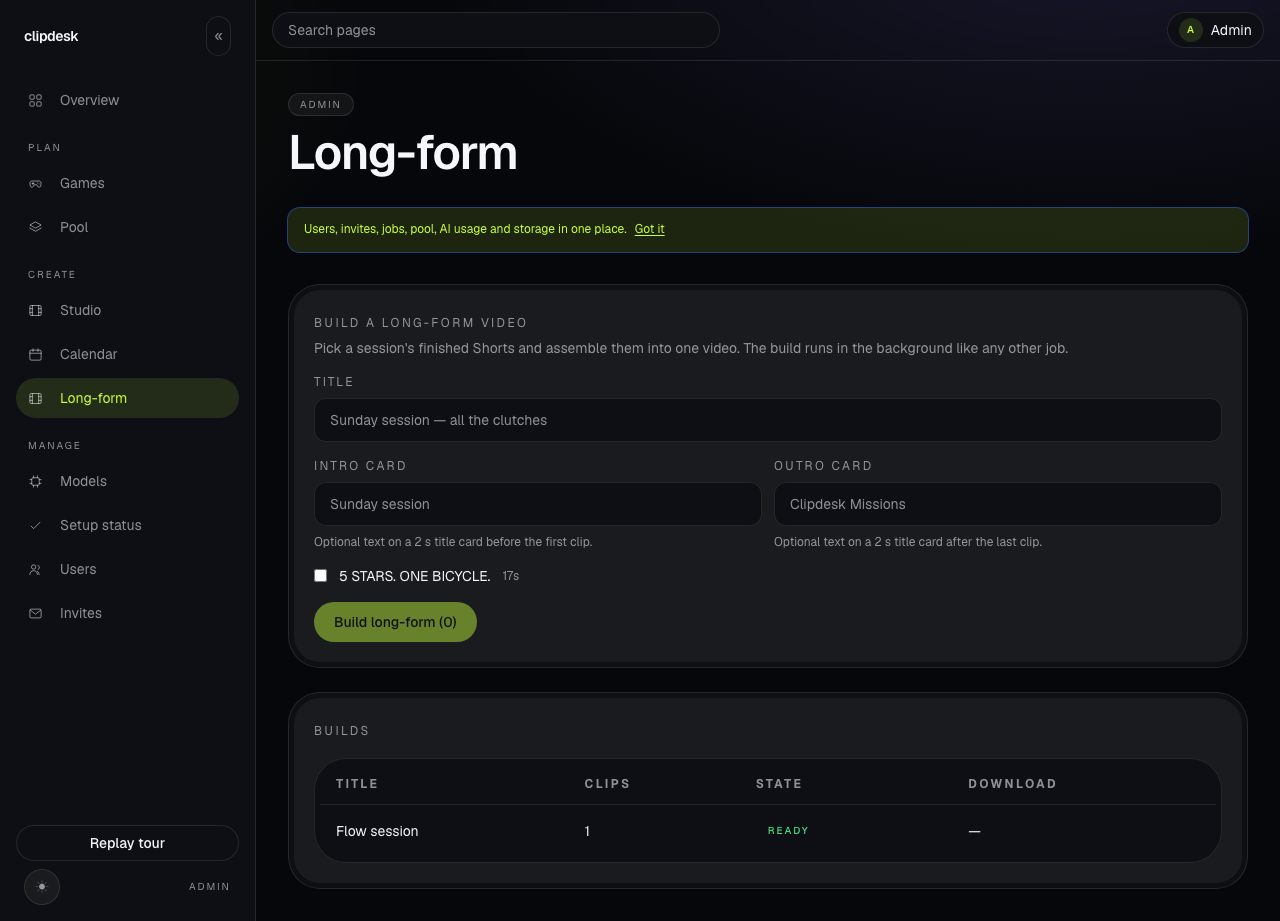 clipdesk
«
Search pages
A
Admin
Overview
PLAN
Games
Pool
CREATE
Studio
Calendar
Long-form
MANAGE
Models
Setup status
Users
Invites
Replay tour
ADMIN
ADMIN
Long-form
Users, invites, jobs, pool, AI usage and storage in one place. Got it
BUILD A LONG-FORM VIDEO
Pick a session's finished Shorts and assemble them into one video. The build runs in the background like any other job.
TITLE
Sunday session — all the clutches
INTRO CARD
Sunday session
Optional text on a 2 s title card before the first clip.
OUTRO CARD
Clipdesk Missions
Optional text on a 2 s title card after the last clip.
5 STARS. ONE BICYCLE. 17s
Build long-form (0)
BUILDS
TITLE CLIPS STATE DOWNLOAD
Flow session 1 READY —